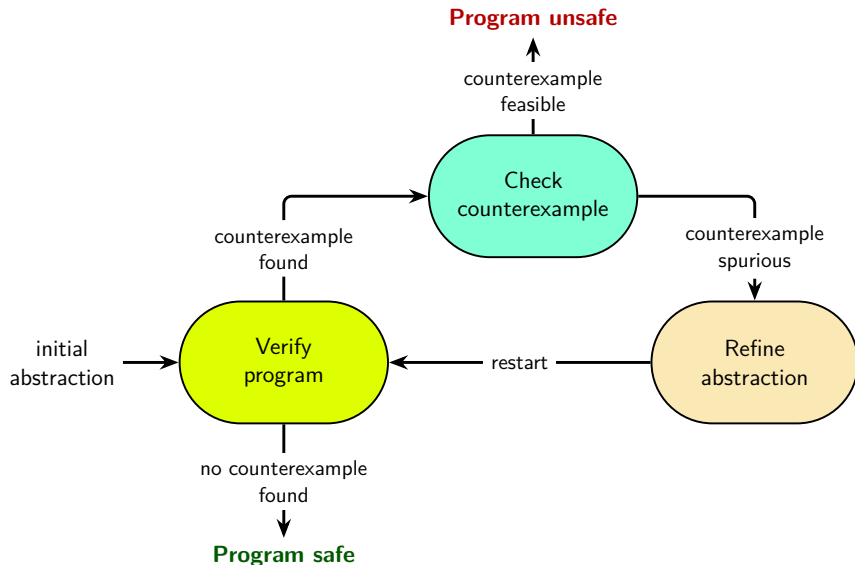 Program unsafe
counterexample
feasible
Check
counterexample
counterexample
found
counterexample
spurious
initial
abstraction
Verify
program
restart
Refine
abstraction
no counterexample
found
Program safe